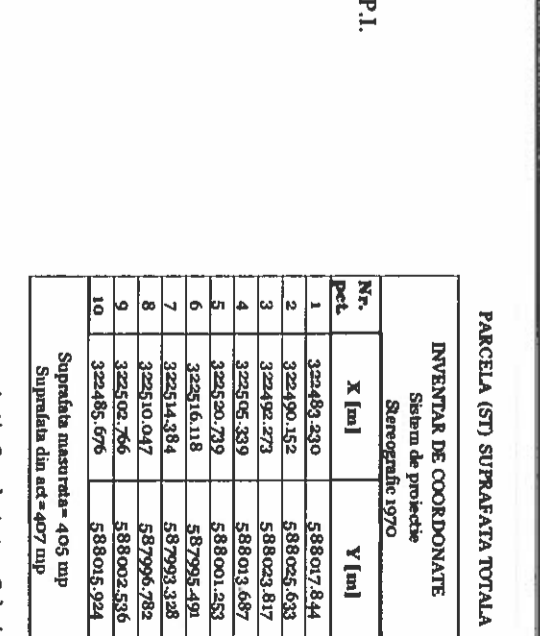 P.I.
PARCELA (ST) SUPRAFATA TOTALA
INVENTAR DE COORDONATE
Sistem de proiectie
Stereografic 1970
Nr. pct. X [m] Y [m]
1 322483.230 588017.844
2 322490.152 588025.633
3 322492.273 588023.817
4 322505.339 588013.687
5 322520.739 588001.253
6 322516.118 587995.491
7 322514.384 587993.328
8 322510.047 587996.782
9 322502.766 588002.536
10 322485.676 588015.924
Suprafata masurata= 405 mp
Suprafata din act=407 mp